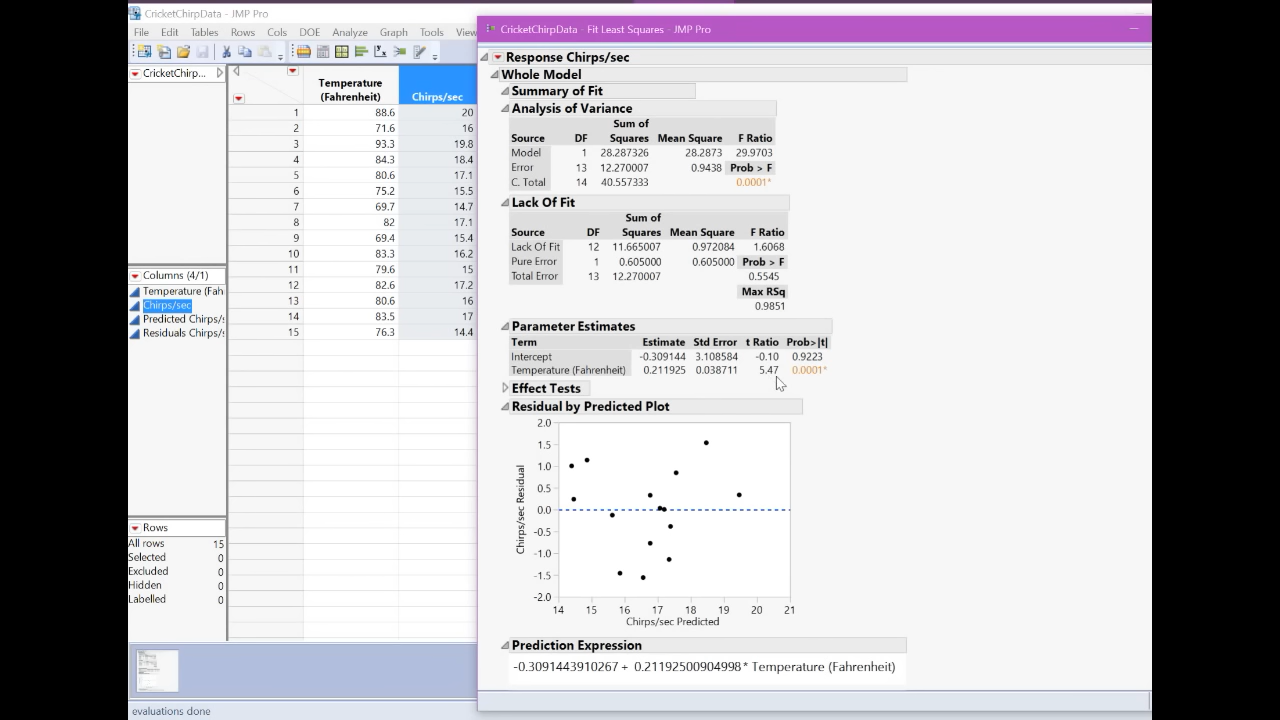 CricketChirpData - JMP Pro
File Edit Tables Rows Cols DOE Analyze Graph Tools View
CricketChirp...
Temperature (Fahrenheit) Chirps/sec
1 88.6 20
2 71.6 16
3 93.3 19.8
4 84.3 18.4
5 80.6 17.1
6 75.2 15.5
7 69.7 14.7
8 82 17.1
9 69.4 15.4
10 83.3 16.2
11 79.6 15
12 82.6 17.2
13 80.6 16
14 83.5 17
15 76.3 14.4
Columns (4/1)
Temperature (Fah
Chirps/sec
Predicted Chirps/
Residuals Chirps/
Rows
All rows 15
Selected 0
Excluded 0
Hidden 0
Labelled 0
evaluations done
CricketChirpData - Fit Least Squares - JMP Pro
Response Chirps/sec
Whole Model
Summary of Fit
Analysis of Variance
Sum of
Source DF Squares Mean Square F Ratio
Model 1 28.287326 28.2873 29.9703
Error 13 12.270007 0.9438 Prob > F
C. Total 14 40.557333 0.0001*
Lack Of Fit
Sum of
Source DF Squares Mean Square F Ratio
Lack Of Fit 12 11.665007 0.972084 1.6068
Pure Error 1 0.605000 0.605000 Prob > F
Total Error 13 12.270007 0.5545
Max RSq
0.9851
Parameter Estimates
Term Estimate Std Error t Ratio Prob>|t|
Intercept -0.309144 3.108584 -0.10 0.9223
Temperature (Fahrenheit) 0.211925 0.038711 5.47 0.0001*
Effect Tests
Residual by Predicted Plot
2.0
1.5
1.0
0.5
0.0
-0.5
-1.0
-1.5
-2.0
Chirps/sec Residual
14 15 16 17 18 19 20 21
Chirps/sec Predicted
Prediction Expression
-0.3091443910267 + 0.21192500904998 * Temperature (Fahrenheit)